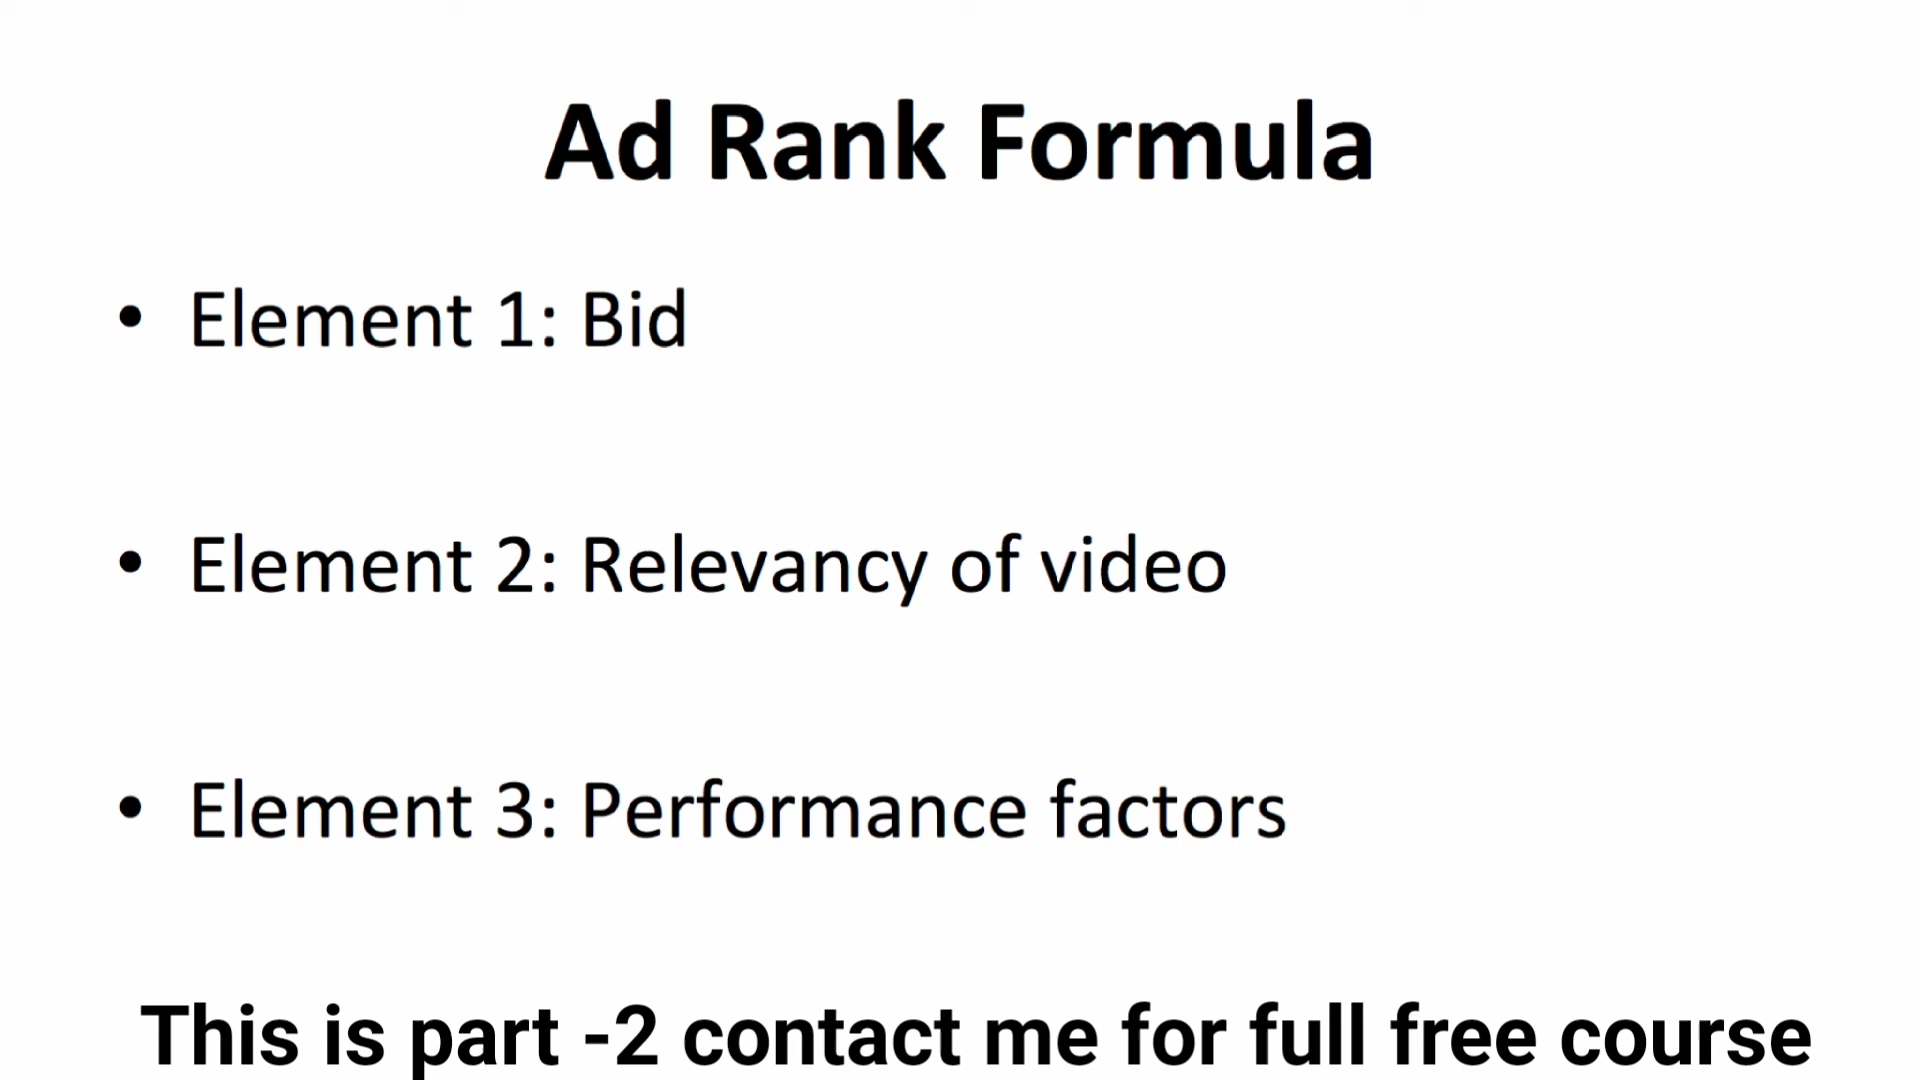 Ad Rank Formula
• Element 1: Bid
• Element 2: Relevancy of video
• Element 3: Performance factors
This is part -2 contact me for full free course